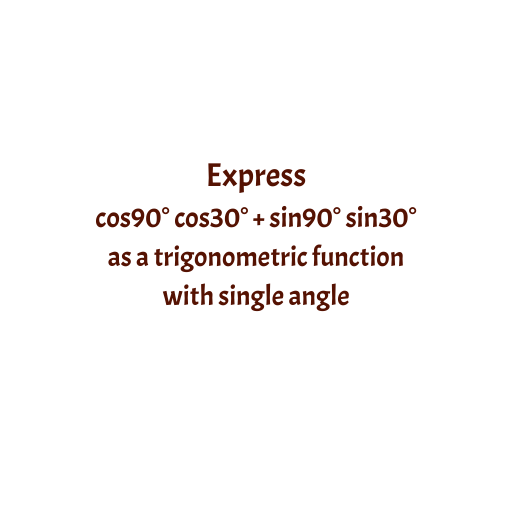 Express
cos90° cos30° + sin90° sin30°
as a trigonometric function
with single angle